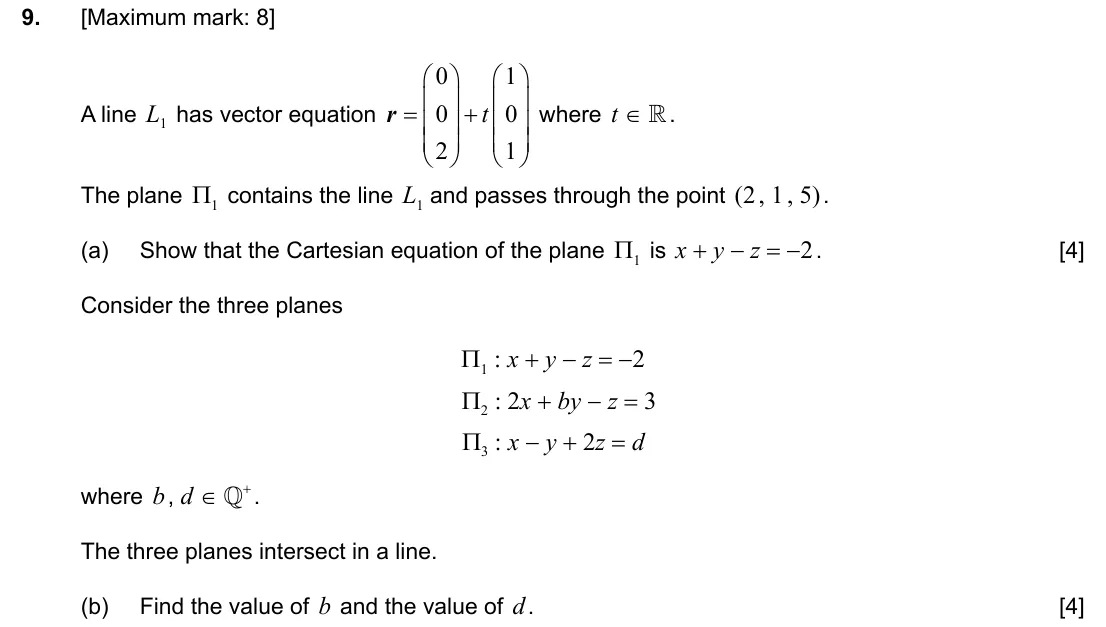 9. [Maximum mark: 8]
A line L₁ has vector equation r = (0 0 2) + t (1 0 1) where t ∈ ℝ.
The plane Π₁ contains the line L₁ and passes through the point (2, 1, 5).
(a) Show that the Cartesian equation of the plane Π₁ is x + y − z = −2. [4]
Consider the three planes
Π₁ : x + y − z = −2
Π₂ : 2x + by − z = 3
Π₃ : x − y + 2z = d
where b, d ∈ ℚ⁺.
The three planes intersect in a line.
(b) Find the value of b and the value of d. [4]